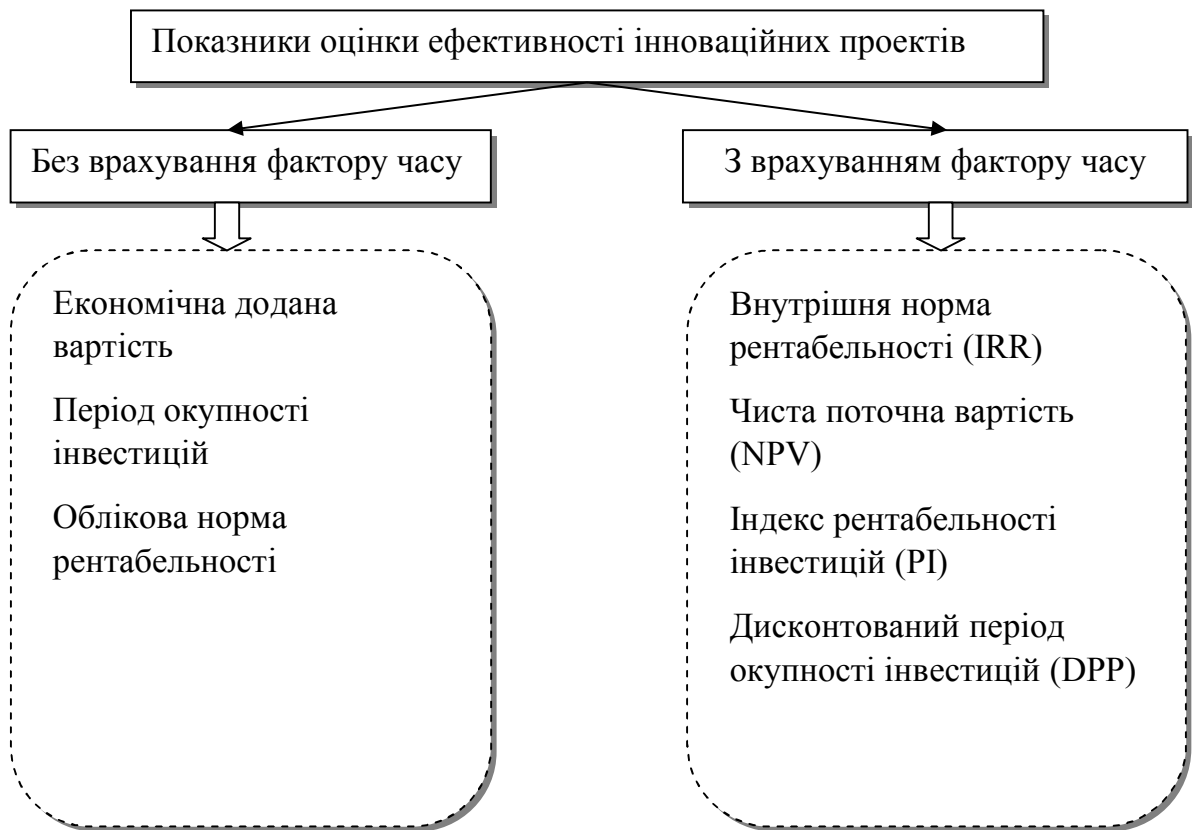 Показники оцінки ефективності інноваційних проектів
Без врахування фактору часу
З врахуванням фактору часу
Економічна додана
вартість
Період окупності
інвестицій
Облікова норма
рентабельності
Внутрішня норма
рентабельності (IRR)
Чиста поточна вартість
(NPV)
Індекс рентабельності
інвестицій (PI)
Дисконтований період
окупності інвестицій (DPP)